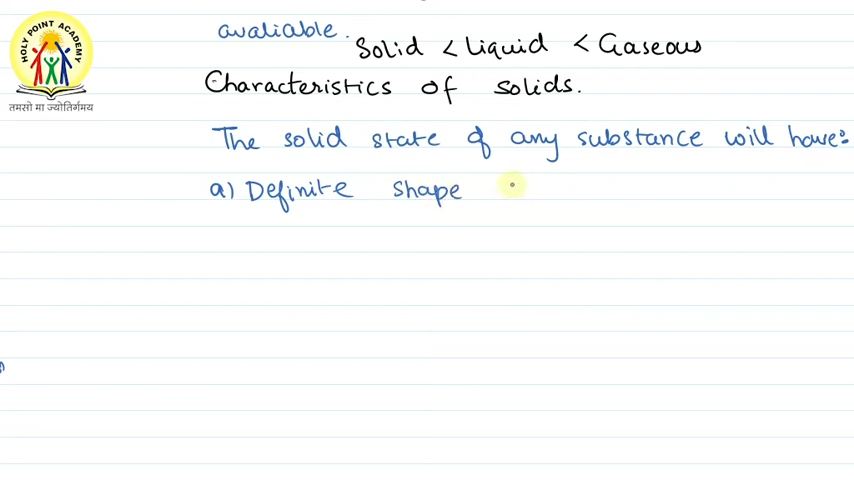 HOLY POINT ACADEMY
तमसो मा ज्योतिर्गमय
avaliable.
Solid < Liquid < Gaseous
Characteristics of solids.
The solid state of any substance will have:
a) Definite shape